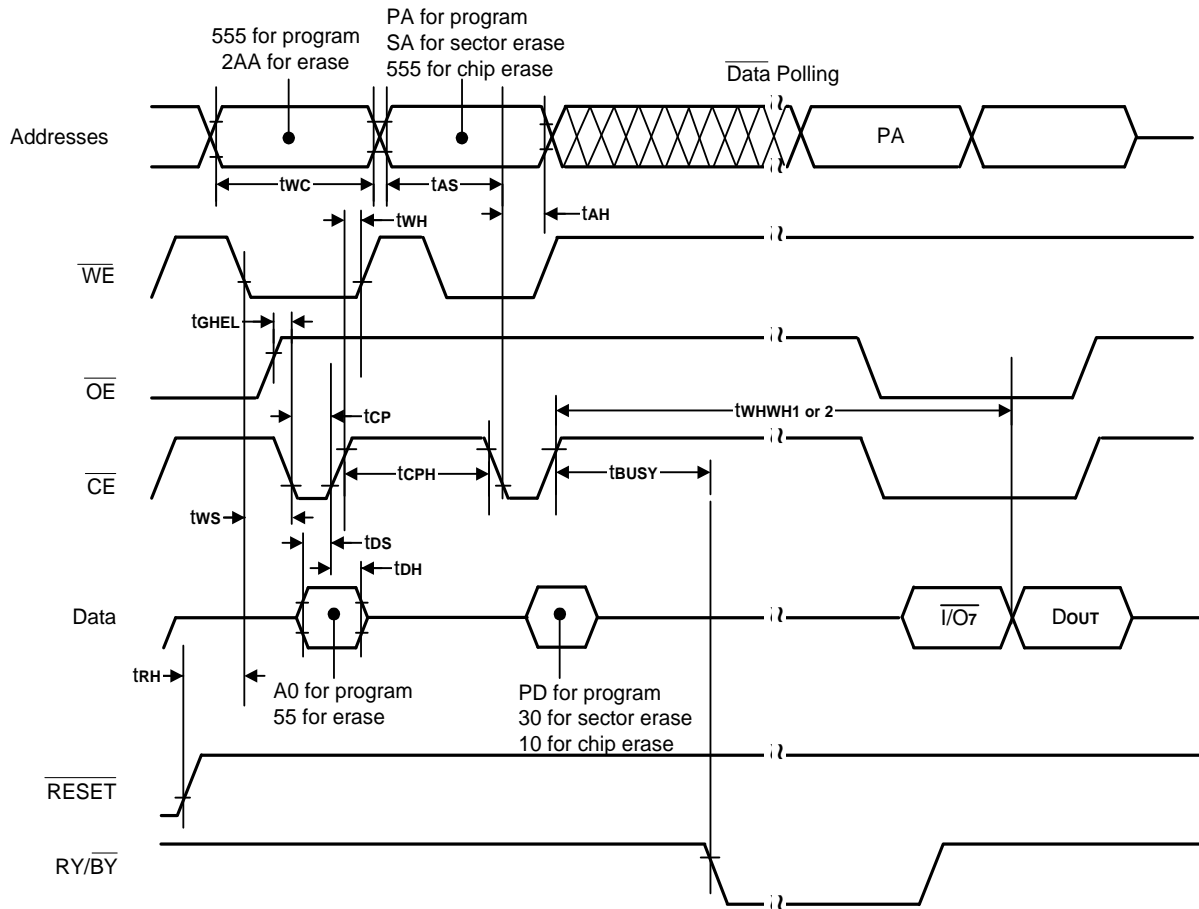 555 for program
2AA for erase
PA for program
SA for sector erase
555 for chip erase
Data Polling
Addresses
PA
tWC
tAS
tWH
tAH
WE
tGHEL
OE
tCP
tWHWH1 or 2
CE
tCPH
tBUSY
tWS
tDS
tDH
Data
I/O7
DOUT
tRH
A0 for program
55 for erase
PD for program
30 for sector erase
10 for chip erase
RESET
RY/BY